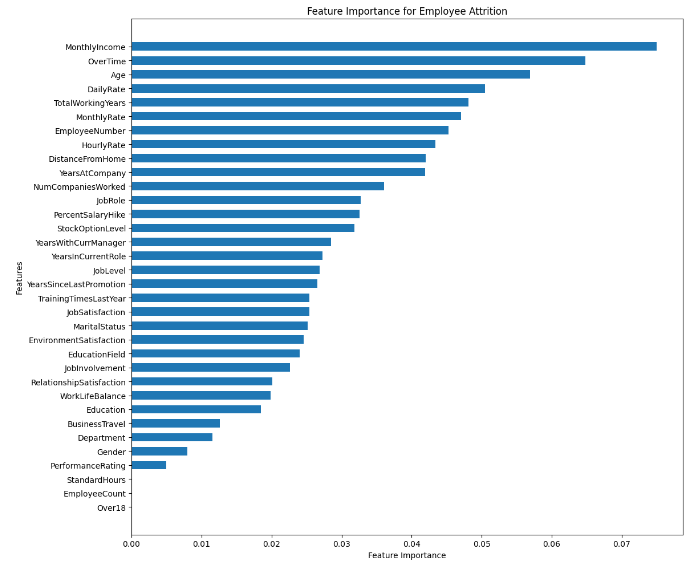 Feature Importance for Employee Attrition
MonthlyIncome
OverTime
Age
DailyRate
TotalWorkingYears
MonthlyRate
EmployeeNumber
HourlyRate
DistanceFromHome
YearsAtCompany
NumCompaniesWorked
JobRole
PercentSalaryHike
StockOptionLevel
YearsWithCurrManager
YearsInCurrentRole
JobLevel
YearsSinceLastPromotion
TrainingTimesLastYear
JobSatisfaction
MaritalStatus
EnvironmentSatisfaction
EducationField
JobInvolvement
RelationshipSatisfaction
WorkLifeBalance
Education
BusinessTravel
Department
Gender
PerformanceRating
StandardHours
EmployeeCount
Over18
Features
0.00 0.01 0.02 0.03 0.04 0.05 0.06 0.07
Feature Importance